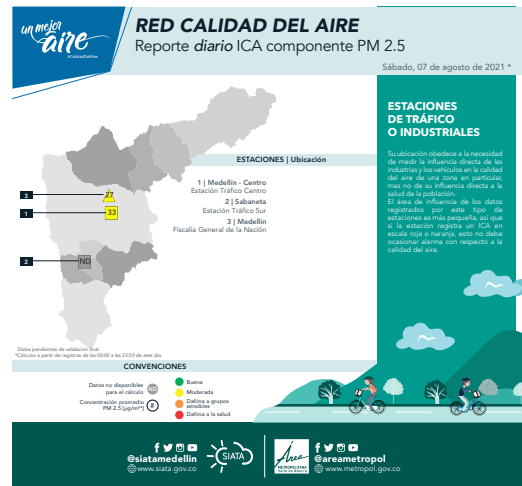 un mejor
aire
#CalidadDelAire
RED CALIDAD DEL AIRE
Reporte diario ICA componente PM 2.5
Sábado, 07 de agosto de 2021 *
ESTACIONES
DE TRÁFICO
O INDUSTRIALES
Su ubicación obedece a la necesidad
de medir la influencia directa de las
industrias y los vehículos en la calidad
del aire de una zona en particular,
mas no de su influencia directa a la
salud de la población.
El área de influencia de los datos
registrados por este tipo de
estaciones es más pequeña, así que
si la estación registra un ICA en
escala roja o naranja, esto no debe
ocasionar alarma con respecto a la
calidad del aire.
ESTACIONES | Ubicación
1 | Medellín - Centro
Estación Tráfico Centro
2 | Sabaneta
Estación Tráfico Sur
3 | Medellín
Fiscalía General de la Nación
3
27
1
33
2
ND
Datos pendientes de validación final.
*Cálculos a partir de registros de las 00:00 a las 23:59 de este día.
CONVENCIONES
Datos no disponibles
para el cálculo
ND
Concentración promedio
PM 2.5 [µg/m³*]
#
Buena
Moderada
Dañina a grupos
sensibles
Dañina a la salud
@siatamedellin
www.siata.gov.co
SIATA
Área
METROPOLITANA
Valle de Aburrá
@areametropol
www.metropol.gov.co